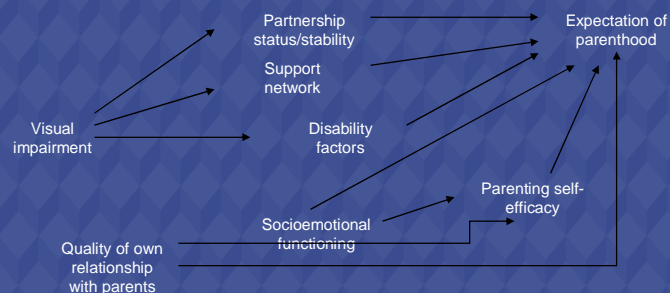 Partnership
status/stability
Expectation of
parenthood
Support
network
Visual
impairment
Disability
factors
Parenting self-
efficacy
Socioemotional
functioning
Quality of own
relationship
with parents